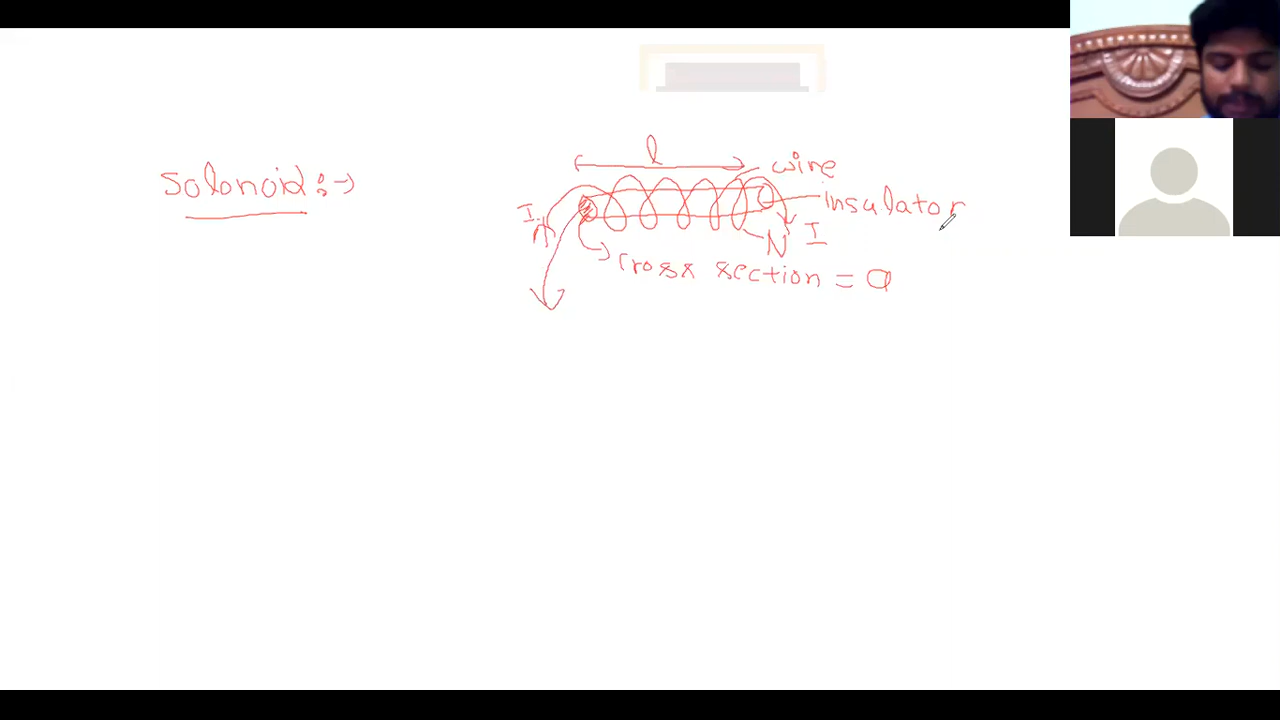 Solonoid :->
l
wire
insulator
I
N
I
cross section = a